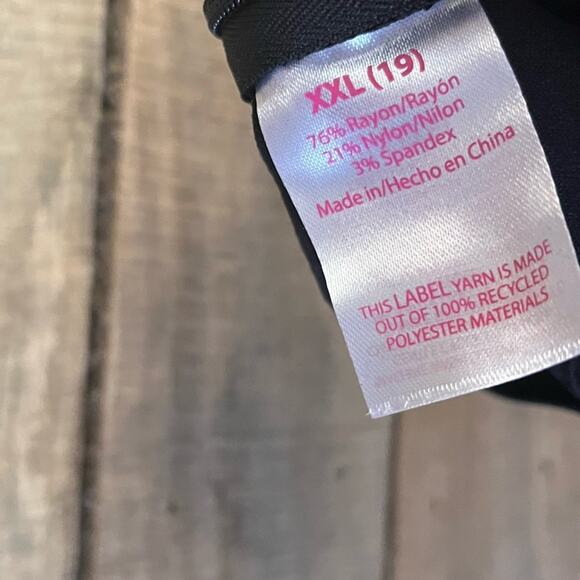 XXL (19)
76% Rayon/Rayón
21% Nylon/Nilon
3% Spandex
Made in/Hecho en China
THIS LABEL YARN IS MADE
OUT OF 100% RECYCLED
POLYESTER MATERIALS